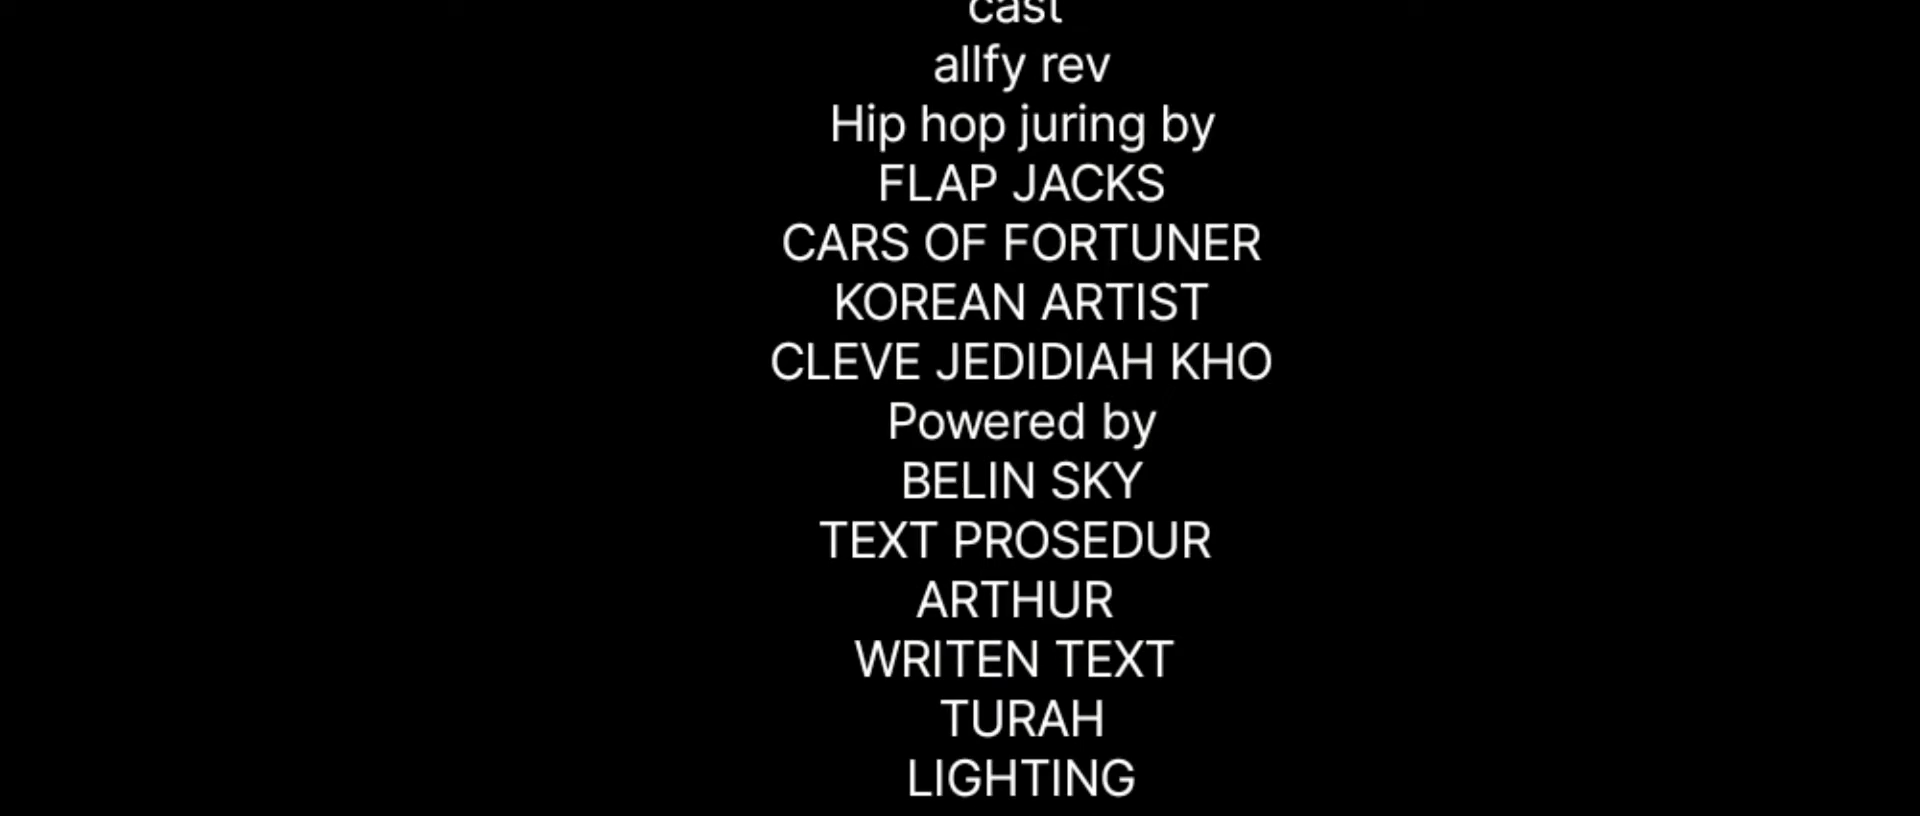 cast
allfy rev
Hip hop juring by
FLAP JACKS
CARS OF FORTUNER
KOREAN ARTIST
CLEVE JEDIDIAH KHO
Powered by
BELIN SKY
TEXT PROSEDUR
ARTHUR
WRITEN TEXT
TURAH
LIGHTING